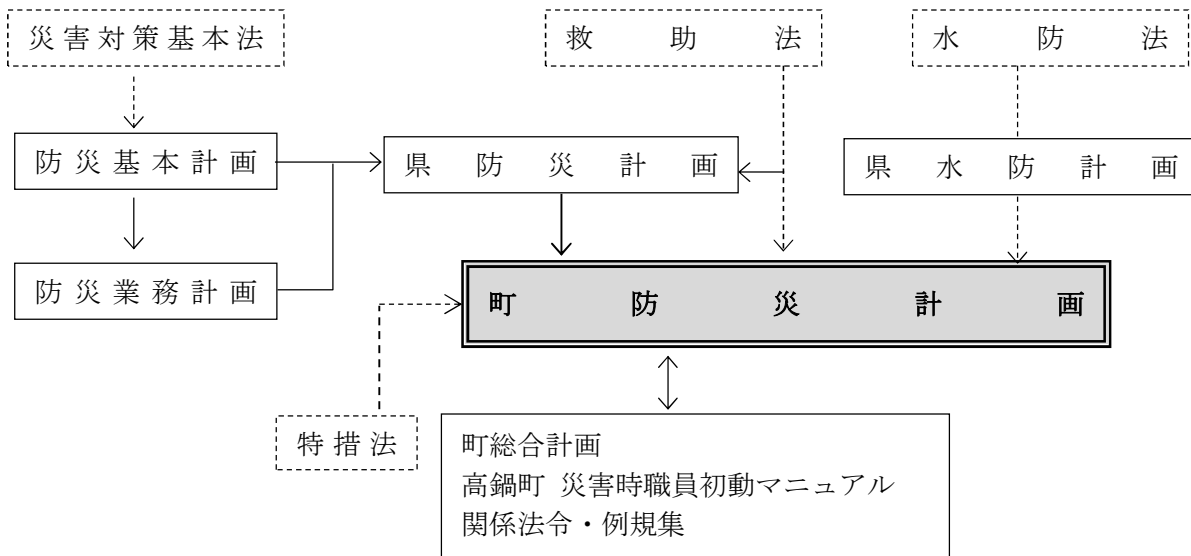 災害対策基本法
救助法
水防法
防災基本計画
県防災計画
県水防計画
防災業務計画
町防災計画
特措法
町総合計画
高鍋町 災害時職員初動マニュアル
関係法令・例規集